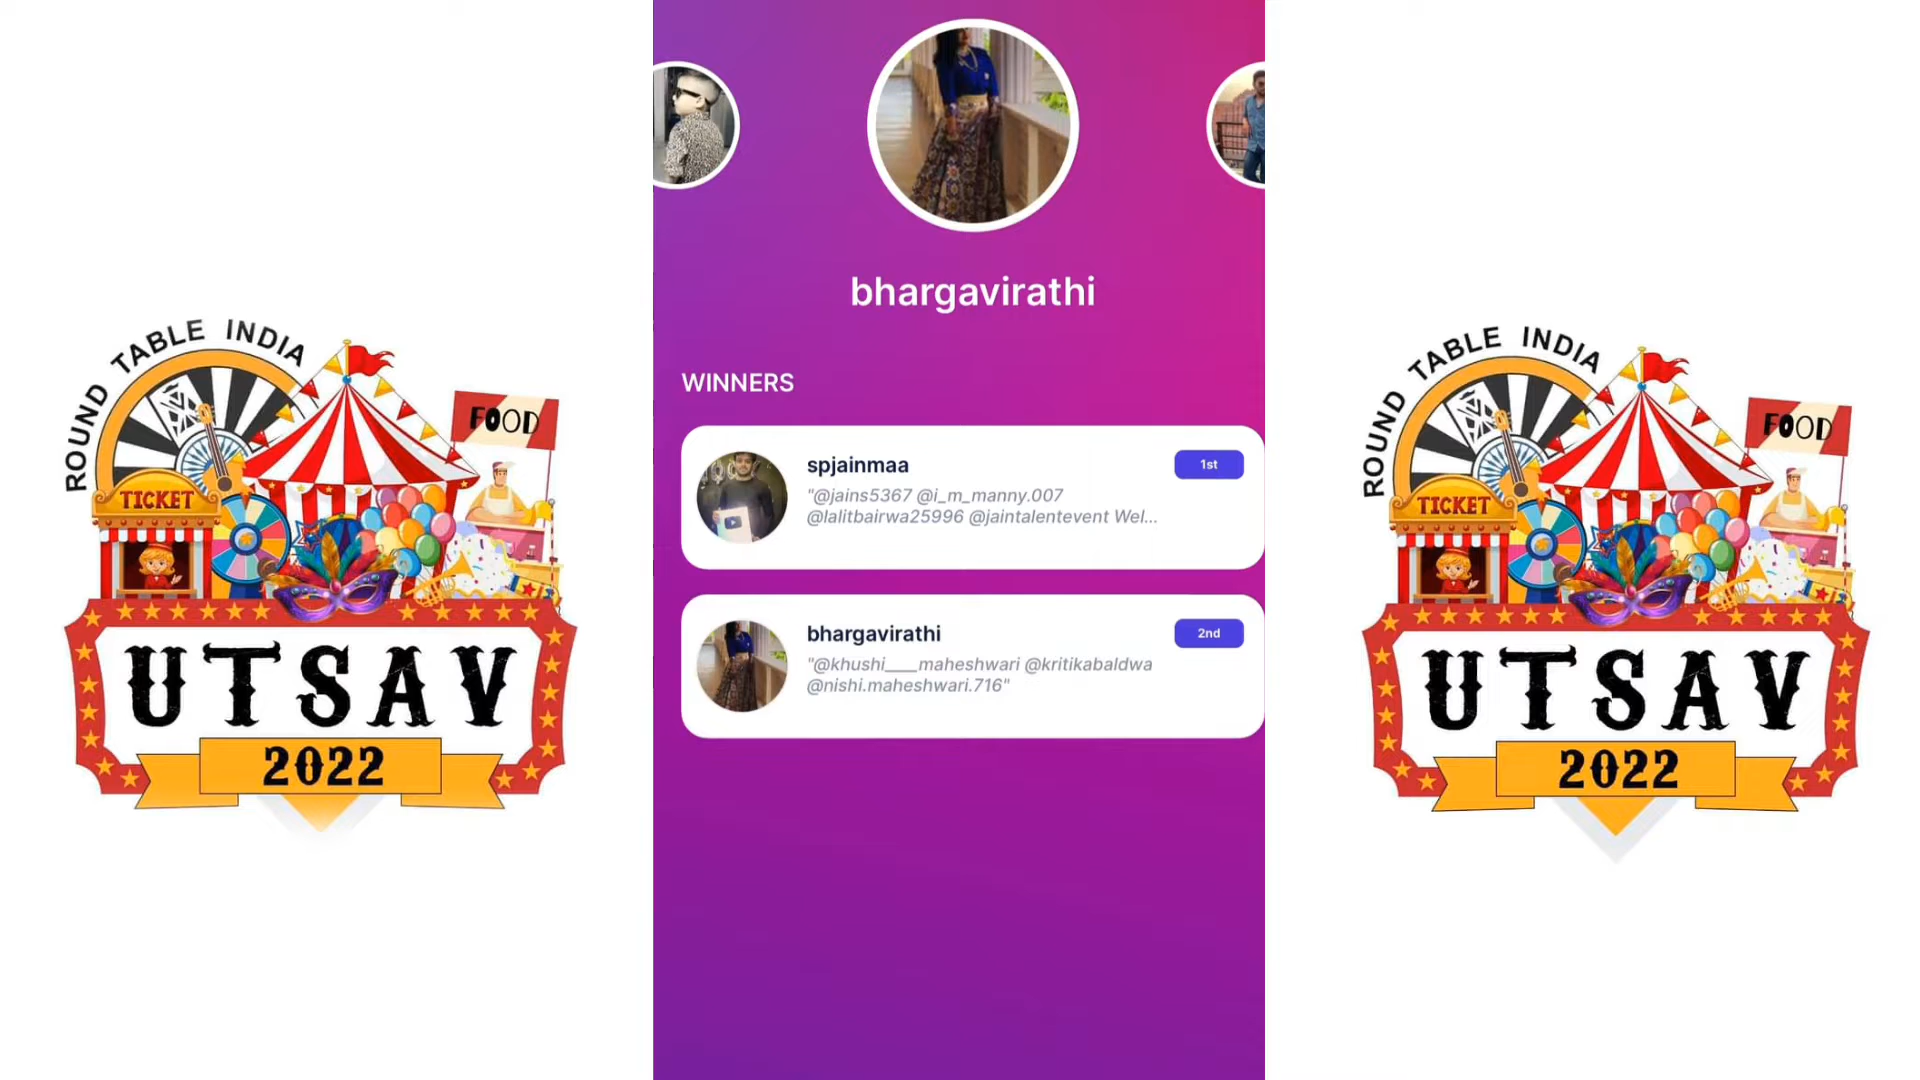 ROUND TABLE INDIA
FOOD
TICKET
UTSAV
2022
bhargavirathi
WINNERS
spjainmaa
1st
"@jains5367 @i_m_manny.007
@lalitbairwa25996 @jaintalentevent Wel...
bhargavirathi
2nd
"@khushi____maheshwari @kritikabaldwa
@nishi.maheshwari.716"
ROUND TABLE INDIA
FOOD
TICKET
UTSAV
2022